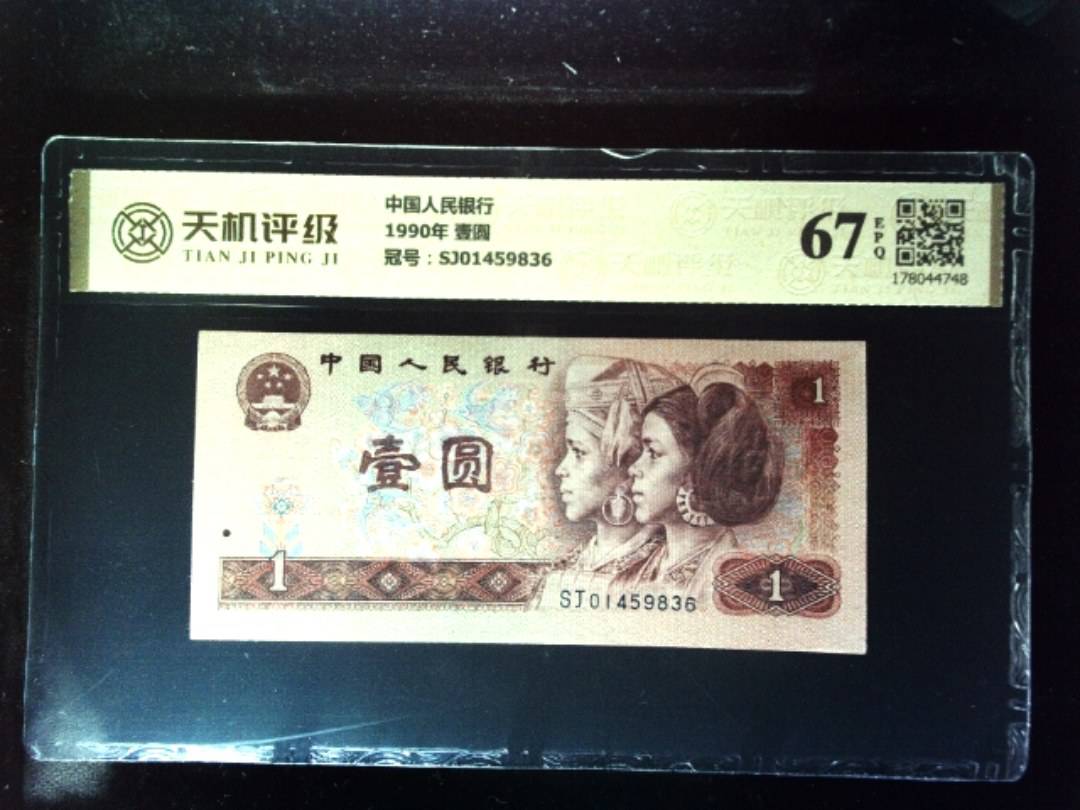 天机评级
TIAN JI PING JI
中国人民银行
1990年 壹圆
冠号：SJ01459836
67
EPQ
178044748
中国人民银行
1
壹圆
1
SJ01459836
1